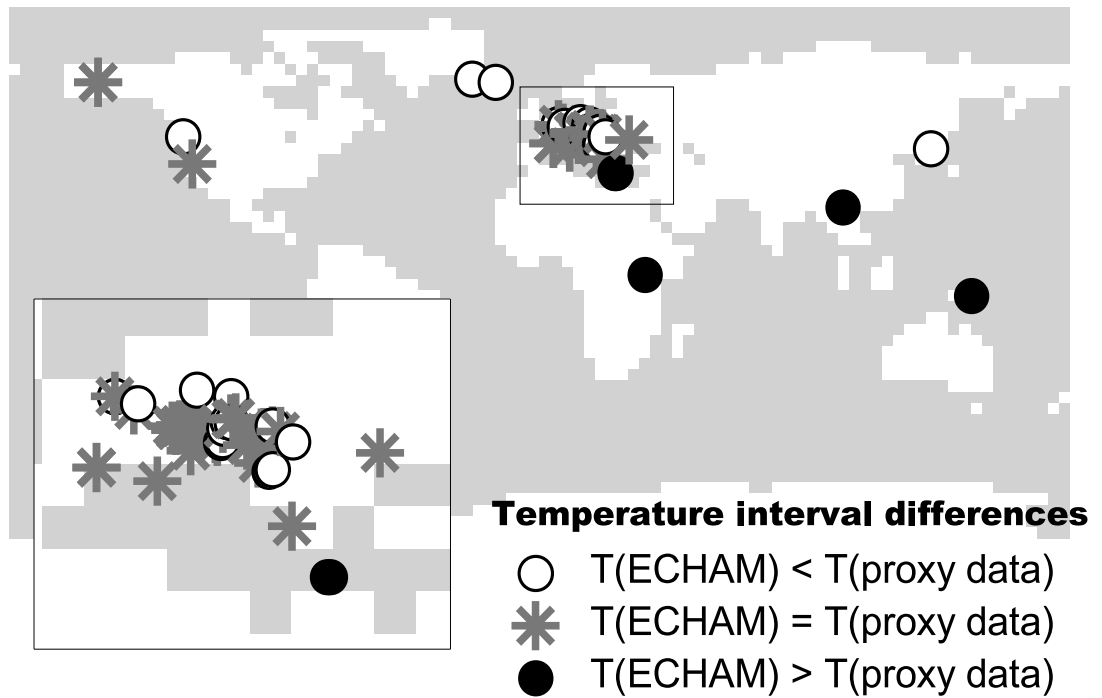 Temperature interval differences
T(ECHAM) < T(proxy data)
T(ECHAM) = T(proxy data)
T(ECHAM) > T(proxy data)